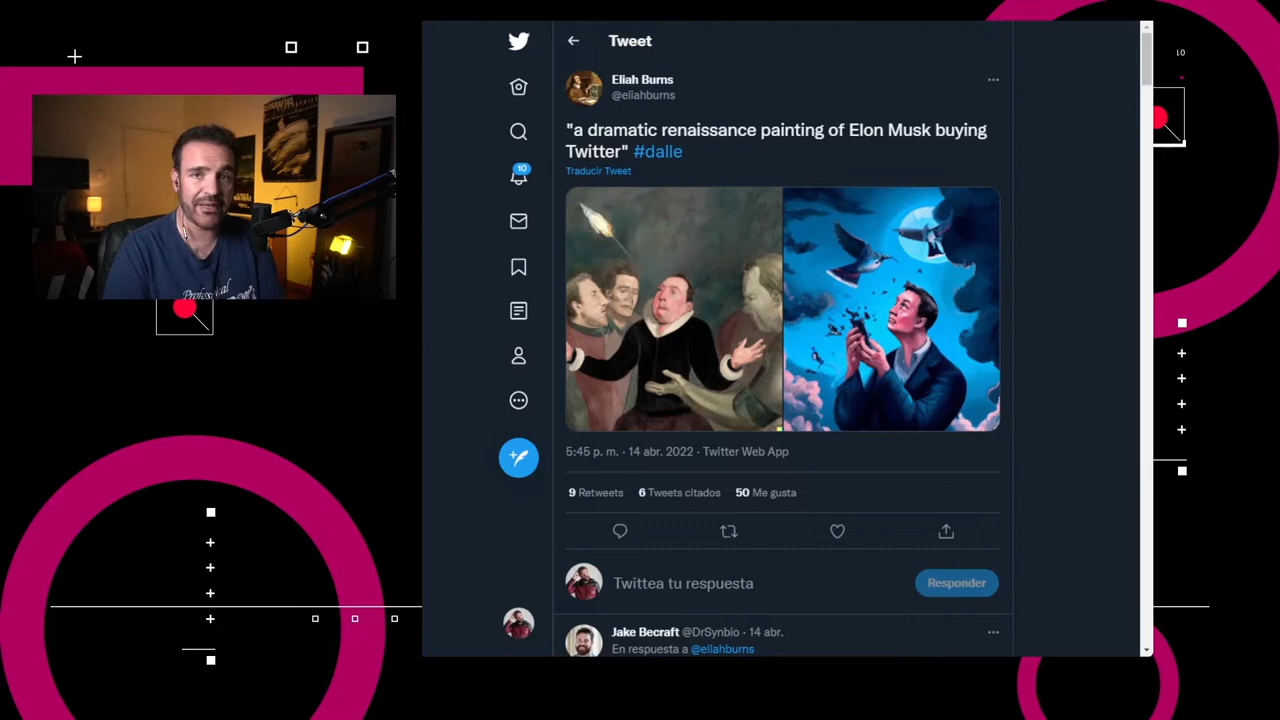 Tweet
Eliah Burns
@eliahburns
"a dramatic renaissance painting of Elon Musk buying
Twitter" #dalle
Traducir Tweet
10
5:45 p. m. · 14 abr. 2022 · Twitter Web App
9 Retweets 6 Tweets citados 50 Me gusta
Twittea tu respuesta
Responder
Jake Becraft @DrSynbio · 14 abr.
En respuesta a @eliahburns
10